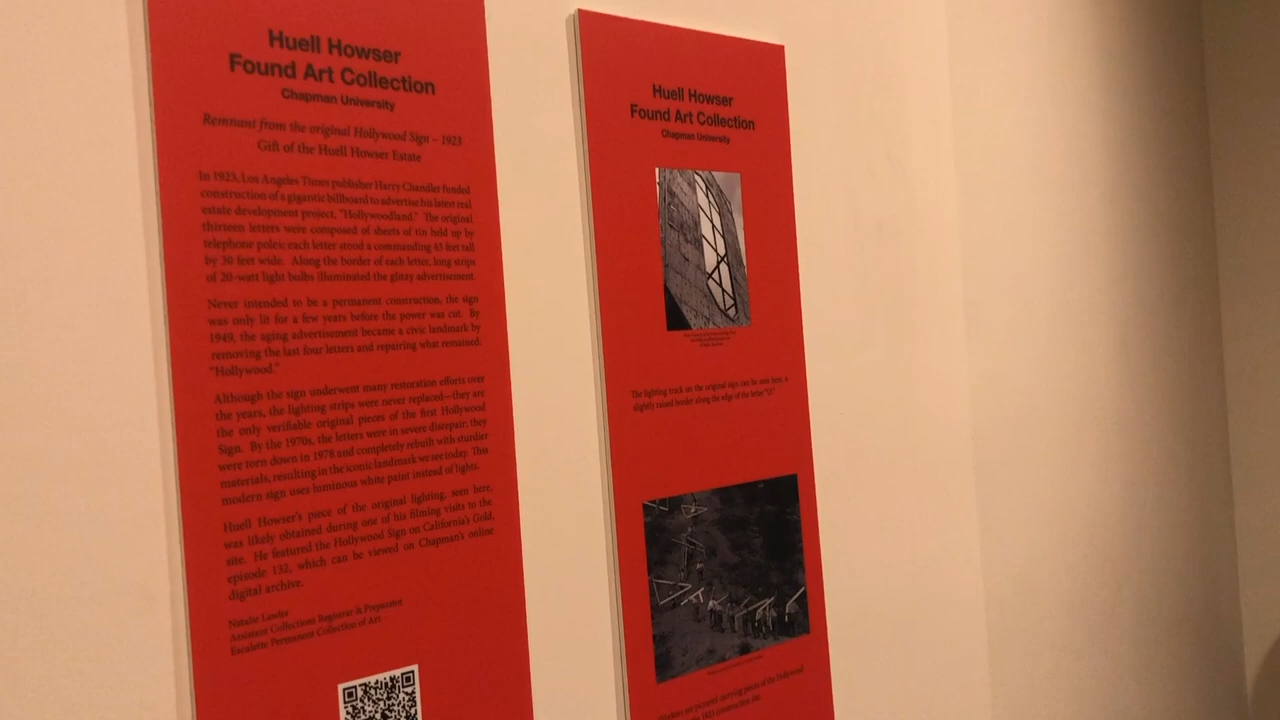 Huell Howser
Found Art Collection
Chapman University
Remnant from the original Hollywood Sign – 1923
Gift of the Huell Howser Estate
In 1923, Los Angeles Times publisher Harry Chandler funded
construction of a gigantic billboard to advertise his latest real
estate development project, "Hollywoodland." The original
thirteen letters were composed of sheets of tin held up by
telephone poles; each letter stood a commanding 43 feet tall
by 30 feet wide. Along the border of each letter, long strips
of 20-watt light bulbs illuminated the glitzy advertisement.
Never intended to be a permanent construction, the sign
was only lit for a few years before the power was cut. By
1949, the aging advertisement became a civic landmark by
removing the last four letters and repairing what remained.
"Hollywood."
Although the sign underwent many restoration efforts over
the years, the lighting strips were never replaced—they are
the only verifiable original pieces of the first Hollywood
Sign. By the 1970s, the letters were in severe disrepair; they
were torn down in 1978 and completely rebuilt with sturdier
materials, resulting in the iconic landmark we see today. This
modern sign uses luminous white paint instead of lights.
Huell Howser's piece of the original lighting, seen here,
was likely obtained during one of his filming visits to the
site. He featured the Hollywood Sign on California's Gold,
episode 132, which can be viewed on Chapman's online
digital archive.
Natalie
Assistant Collections Registrar & Preparator
Escalette Permanent Collection of Art
Huell Howser
Found Art Collection
Chapman University
The lighting track on the original sign can be seen here, a
slightly raised border along the edge of the letter "O"
are pictured carrying pieces of the Hollywood
the 1923 construction site.